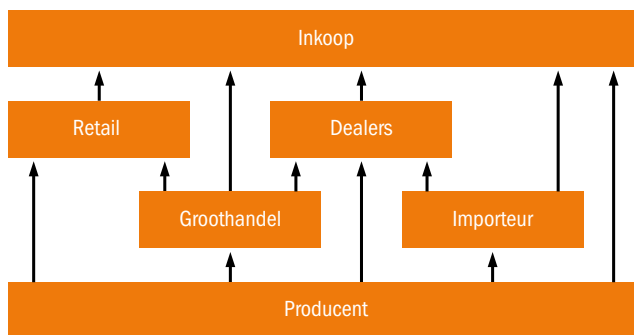 Inkoop
Retail
Dealers
Groothandel
Importeur
Producent